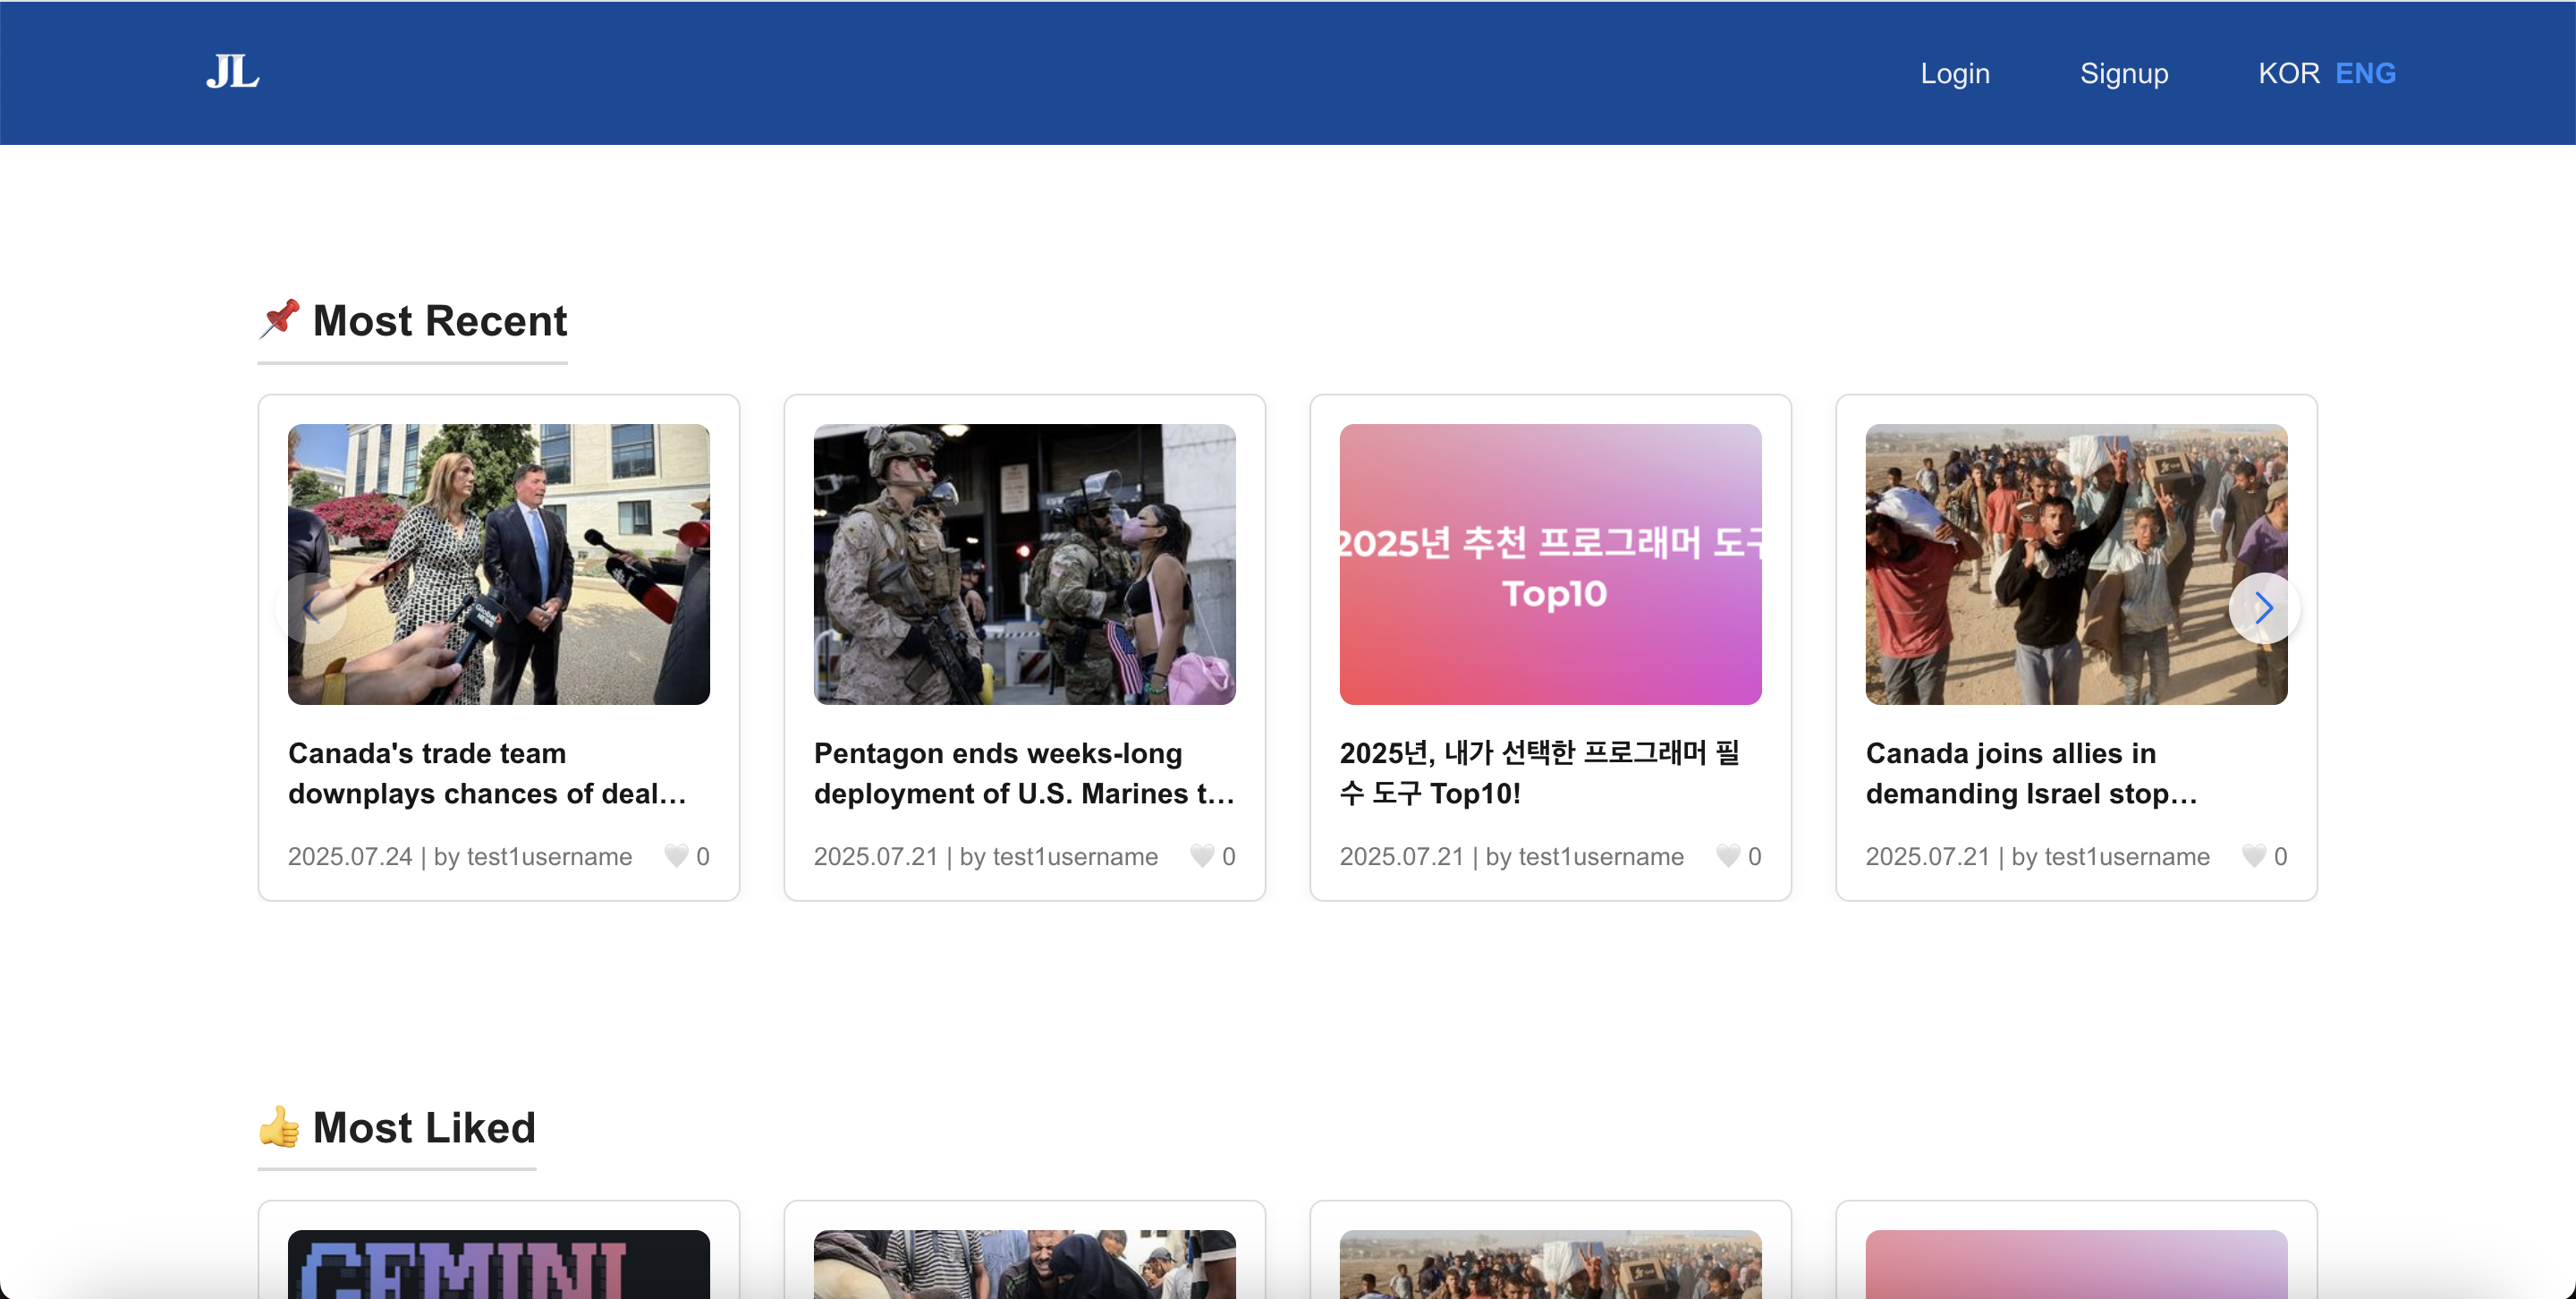 JL
Login Signup KOR ENG
📌 Most Recent
Global
NEWS
2025년 추천 프로그래머 도구
Top10
Canada's trade team
downplays chances of deal...
2025.07.24 | by test1username 🤍 0
Pentagon ends weeks-long
deployment of U.S. Marines t...
2025.07.21 | by test1username 🤍 0
2025년, 내가 선택한 프로그래머 필
수 도구 Top10!
2025.07.21 | by test1username 🤍 0
Canada joins allies in
demanding Israel stop...
2025.07.21 | by test1username 🤍 0
👍 Most Liked
GEMINI